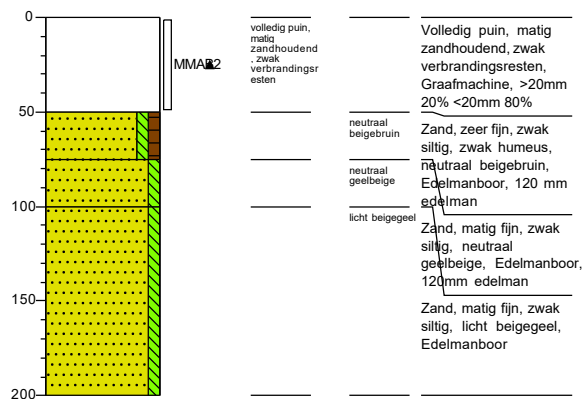 0
50
100
150
200
volledig puin,
matig
zandhoudend
, zwak
verbrandingsr
esten
neutraal
beigebruin
neutraal
geelbeige
licht beigegeel
Volledig puin, matig
zandhoudend, zwak
verbrandingsresten,
Graafmachine, >20mm
20% <20mm 80%
Zand, zeer fijn, zwak
siltig, zwak humeus,
neutraal beigebruin,
Edelmanboor, 120 mm
edelman
Zand, matig fijn, zwak
siltig, neutraal
geelbeige, Edelmanboor,
120mm edelman
Zand, matig fijn, zwak
siltig, licht beigegeel,
Edelmanboor